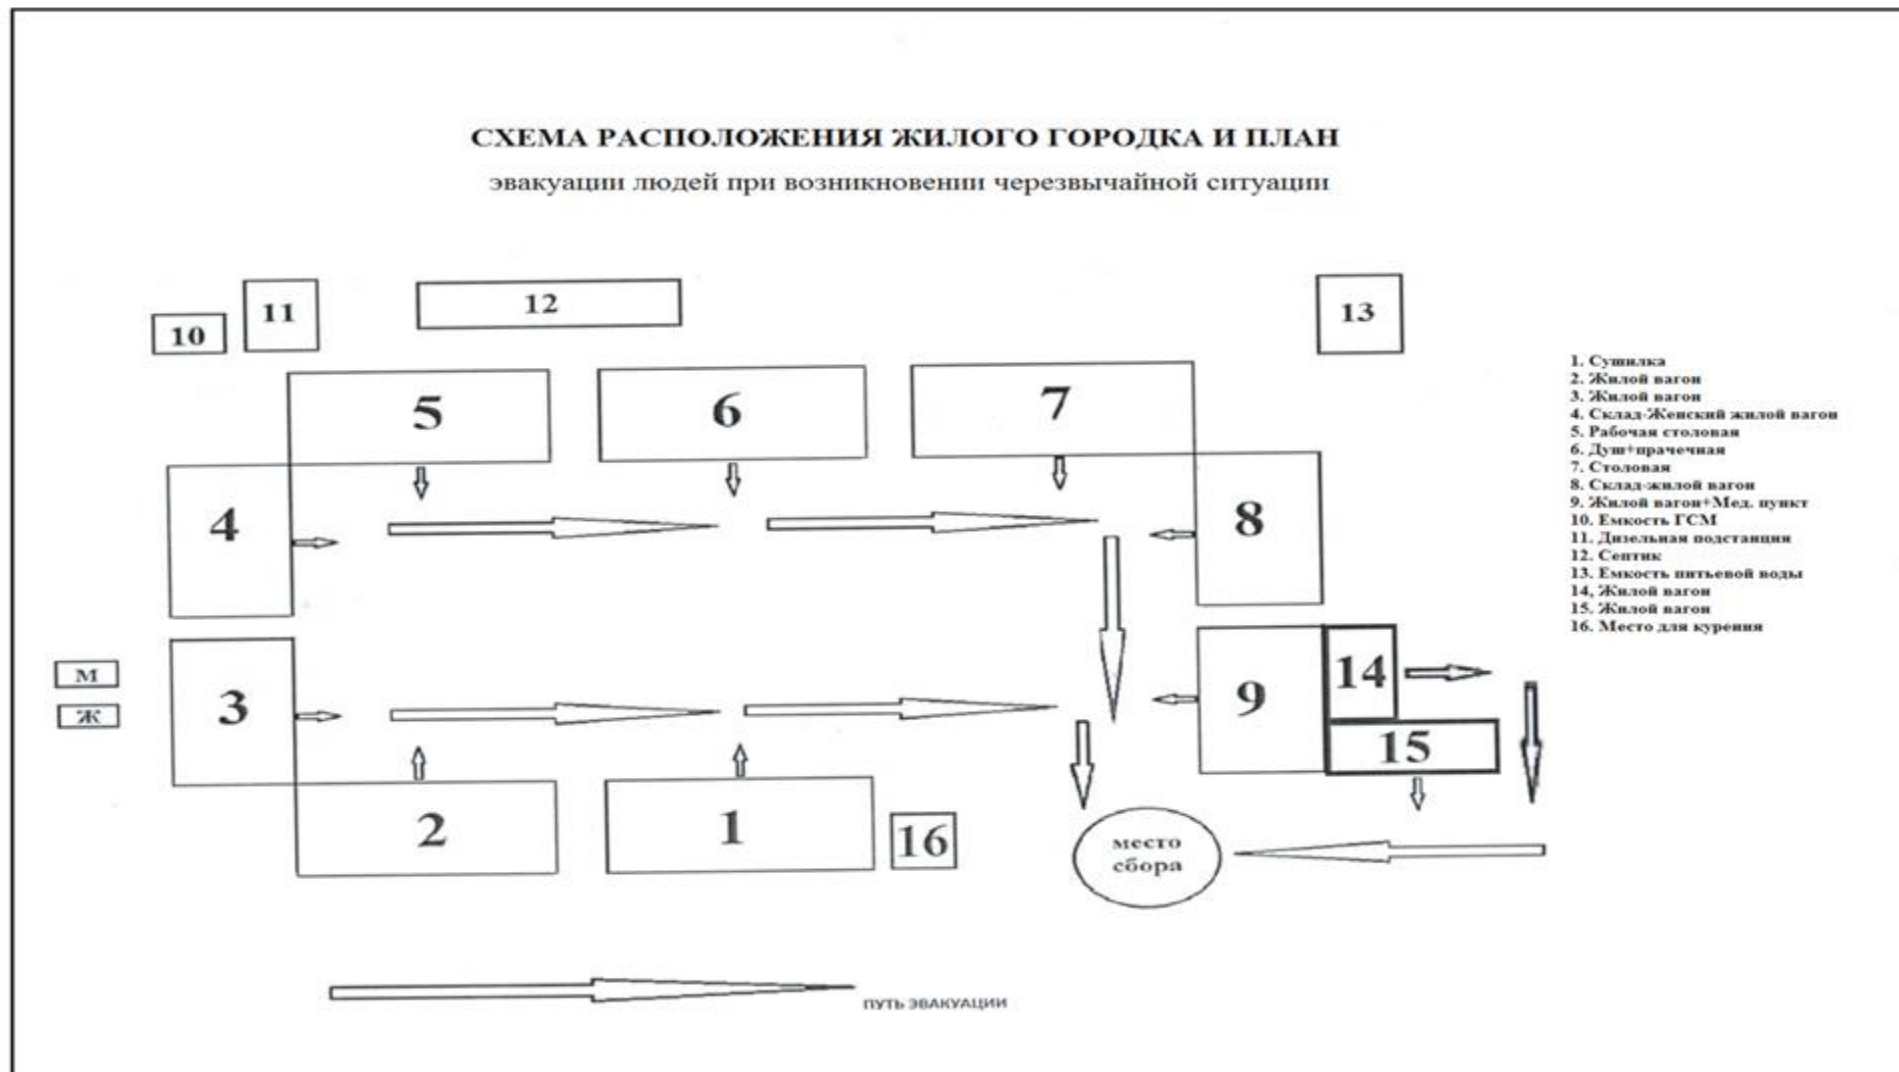 СХЕМА РАСПОЛОЖЕНИЯ ЖИЛОГО ГОРОДКА И ПЛАН
эвакуации людей при возникновении черезвычайной ситуации
10
11
12
13
5
6
7
4
8
3
9
14
15
М
Ж
2
1
16
место
сбора
1. Сушилка
2. Жилой вагон
3. Жилой вагон
4. Склад-Женский жилой вагон
5. Рабочая столовая
6. Душ+прачечная
7. Столовая
8. Склад-жилой вагон
9. Жилой вагон+Мед. пункт
10. Емкость ГСМ
11. Дизельная подстанция
12. Септик
13. Емкость питьевой воды
14, Жилой вагон
15. Жилой вагон
16. Место для курения
ПУТЬ ЭВАКУАЦИИ